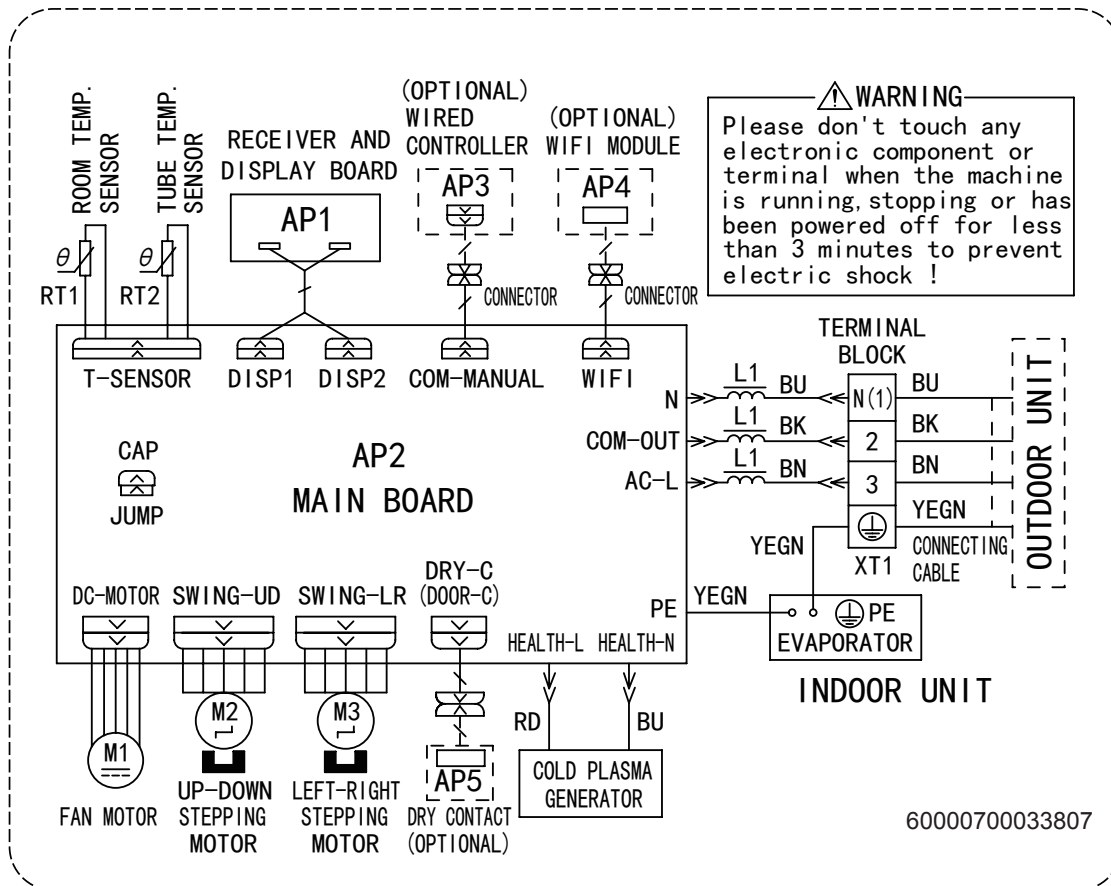 ROOM TEMP.
SENSOR
TUBE TEMP.
SENSOR
RECEIVER AND
DISPLAY BOARD
(OPTIONAL)
WIRED
CONTROLLER
(OPTIONAL)
WIFI MODULE
WARNING
Please don't touch any
electronic component or
terminal when the machine
is running, stopping or has
been powered off for less
than 3 minutes to prevent
electric shock !
AP1
AP3
AP4
θ
RT1
θ
RT2
CONNECTOR
CONNECTOR
T-SENSOR
DISP1
DISP2
COM-MANUAL
WIFI
TERMINAL
BLOCK
N
L1
BU
N(1)
BU
COM-OUT
L1
BK
2
BK
AC-L
L1
BN
3
BN
YEGN
YEGN
XT1
CONNECTING
CABLE
OUTDOOR UNIT
CAP
JUMP
AP2
MAIN BOARD
DC-MOTOR
SWING-UD
SWING-LR
DRY-C
(DOOR-C)
HEALTH-L
HEALTH-N
PE
YEGN
PE
EVAPORATOR
INDOOR UNIT
M1
M2
M3
AP5
RD
BU
FAN MOTOR
UP-DOWN
STEPPING
MOTOR
LEFT-RIGHT
STEPPING
MOTOR
DRY CONTACT
(OPTIONAL)
COLD PLASMA
GENERATOR
60000700033807